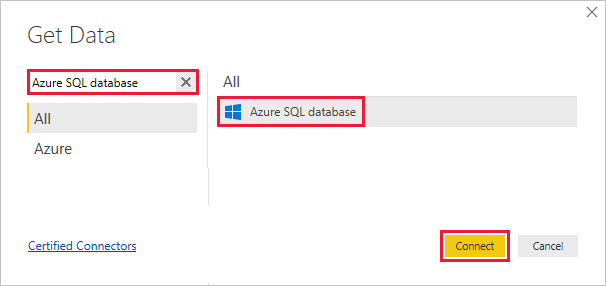 Get Data
Azure SQL database
All
Azure
All
Azure SQL database
Certified Connectors
Connect
Cancel